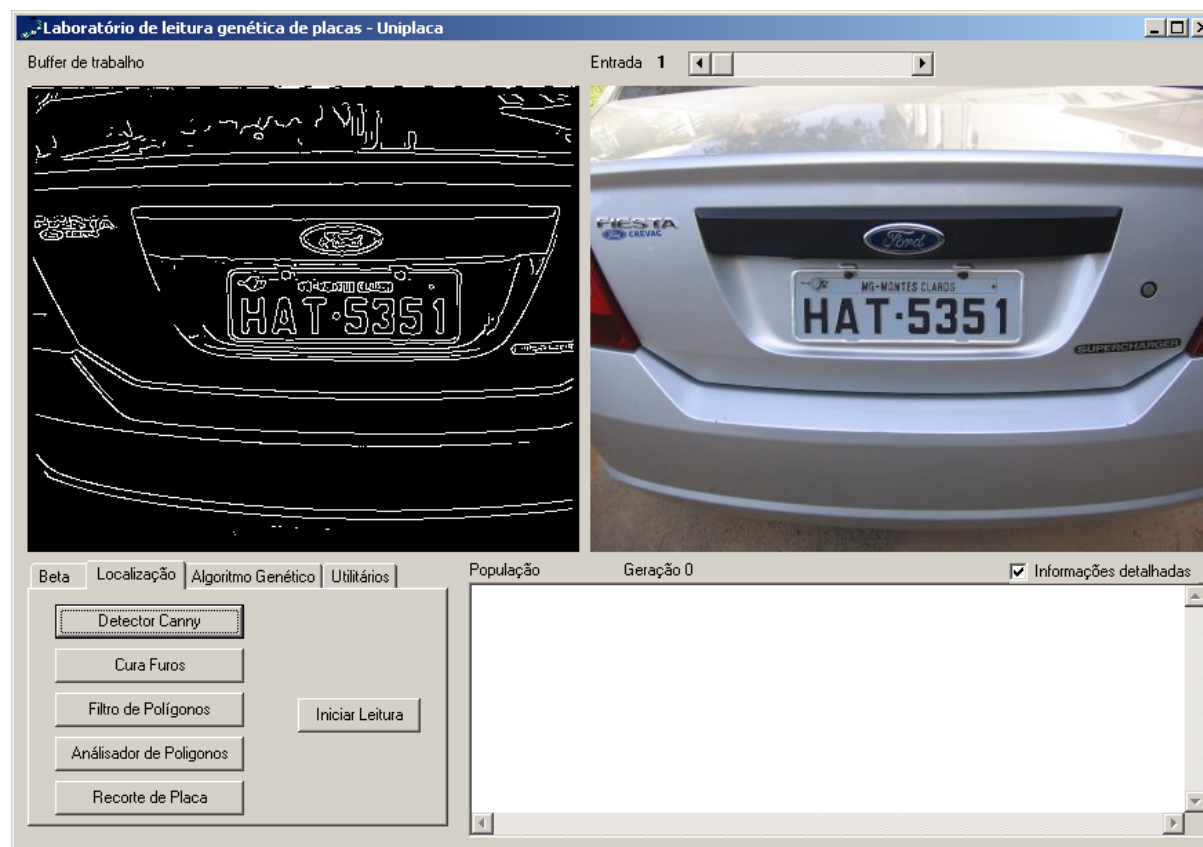 Laboratório de leitura genética de placas - Uniplaca
Buffer de trabalho
Entrada 1
Ford
HAT·5351
FIESTA
CREVAC
Ford
MG-MONTES CLAROS
HAT·5351
SUPERCHARGER
Beta Localização Algoritmo Genético Utilitários
Detector Canny
Cura Furos
Filtro de Polígonos
Análisador de Poligonos
Recorte de Placa
Iniciar Leitura
População Geração 0 Informações detalhadas